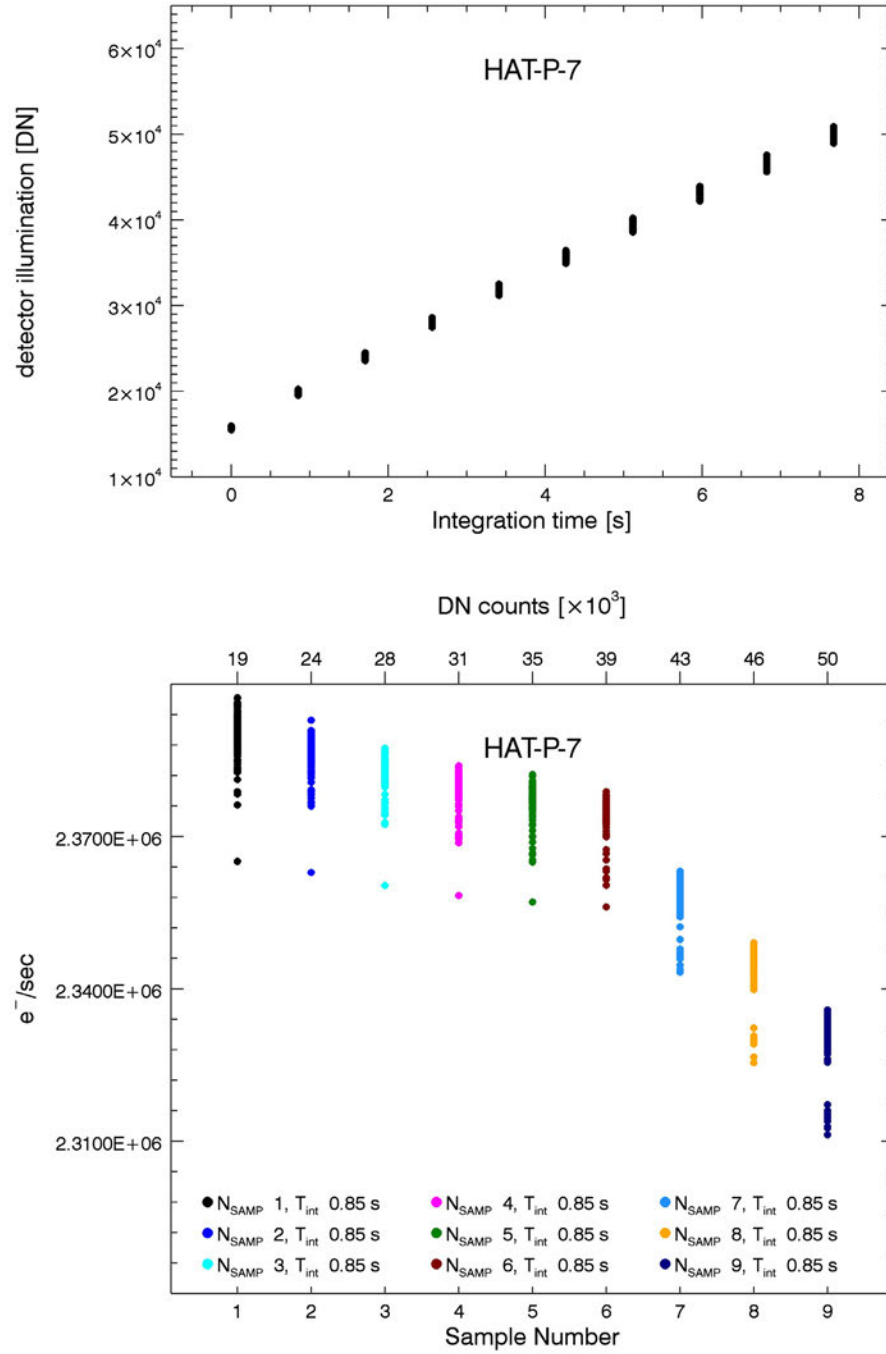 HAT-P-7
detector illumination [DN]
6×10⁴
5×10⁴
4×10⁴
3×10⁴
2×10⁴
1×10⁴
0 2 4 6 8
Integration time [s]
DN counts [×10³]
19 24 28 31 35 39 43 46 50
HAT-P-7
e⁻/sec
2.3700E+06
2.3400E+06
2.3100E+06
N_SAMP 1, T_int 0.85 s N_SAMP 4, T_int 0.85 s N_SAMP 7, T_int 0.85 s
N_SAMP 2, T_int 0.85 s N_SAMP 5, T_int 0.85 s N_SAMP 8, T_int 0.85 s
N_SAMP 3, T_int 0.85 s N_SAMP 6, T_int 0.85 s N_SAMP 9, T_int 0.85 s
1 2 3 4 5 6 7 8 9
Sample Number